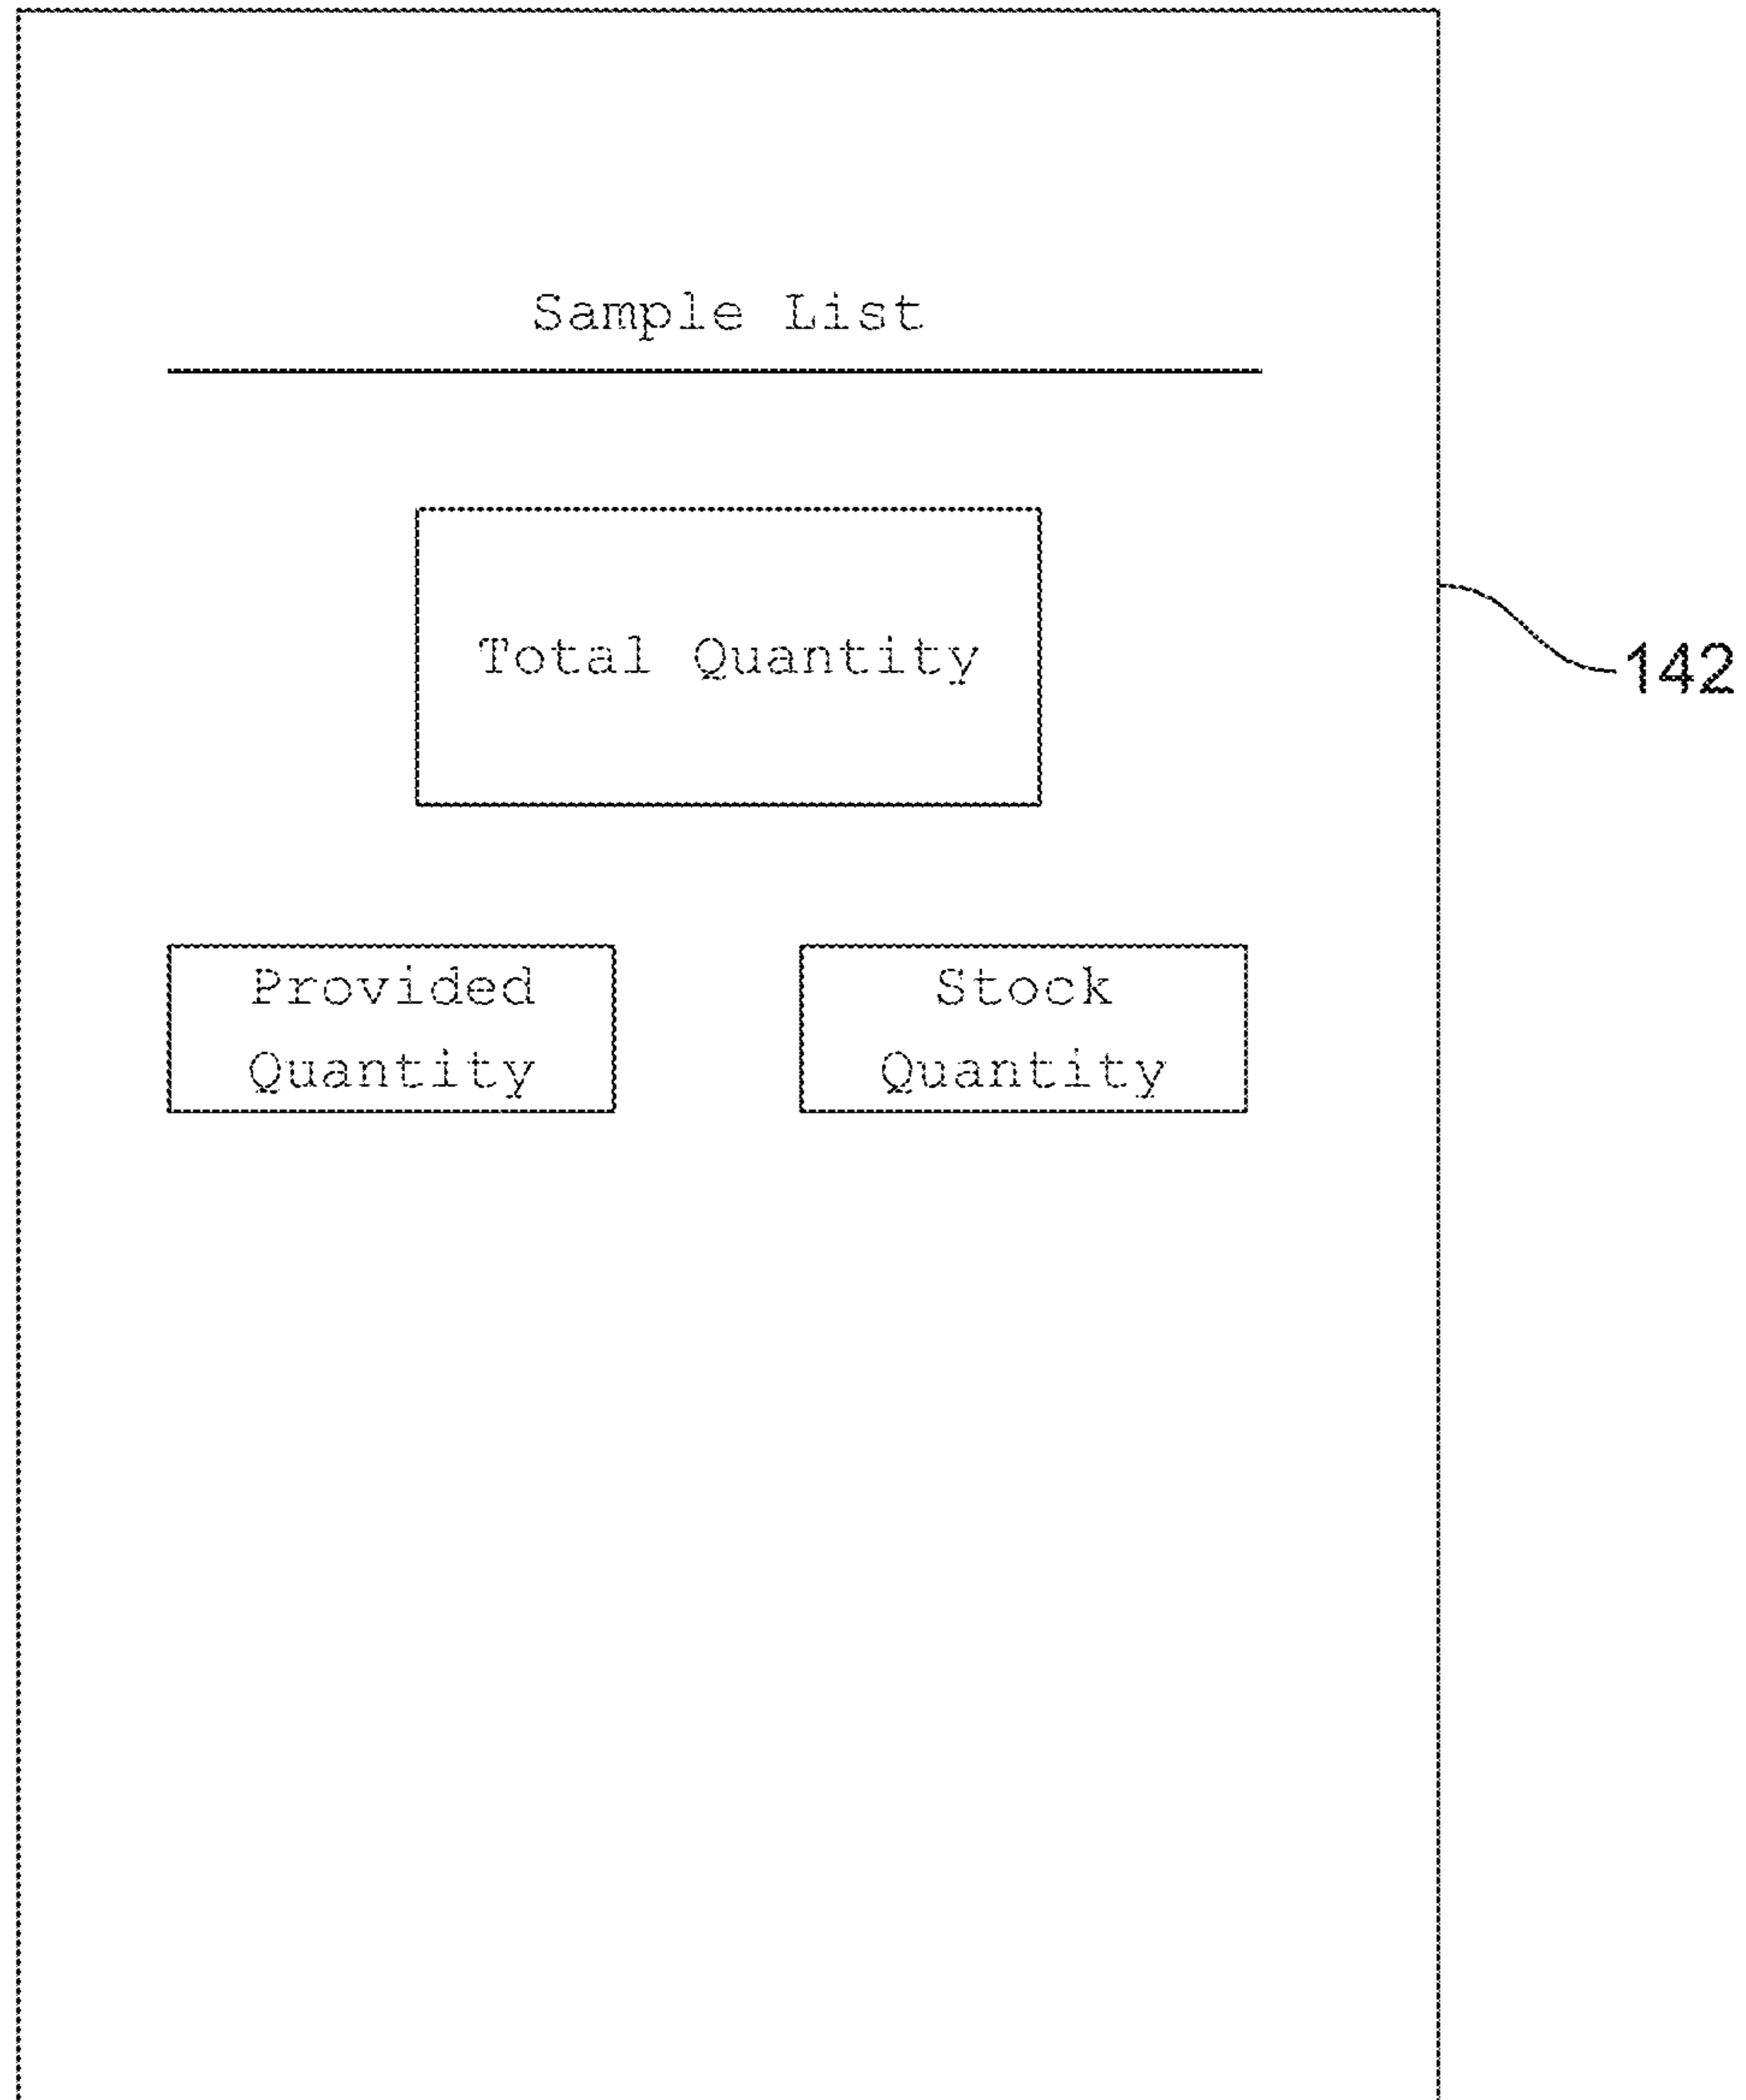 Sample List
Total Quantity
142
Provided
Quantity
Stock
Quantity